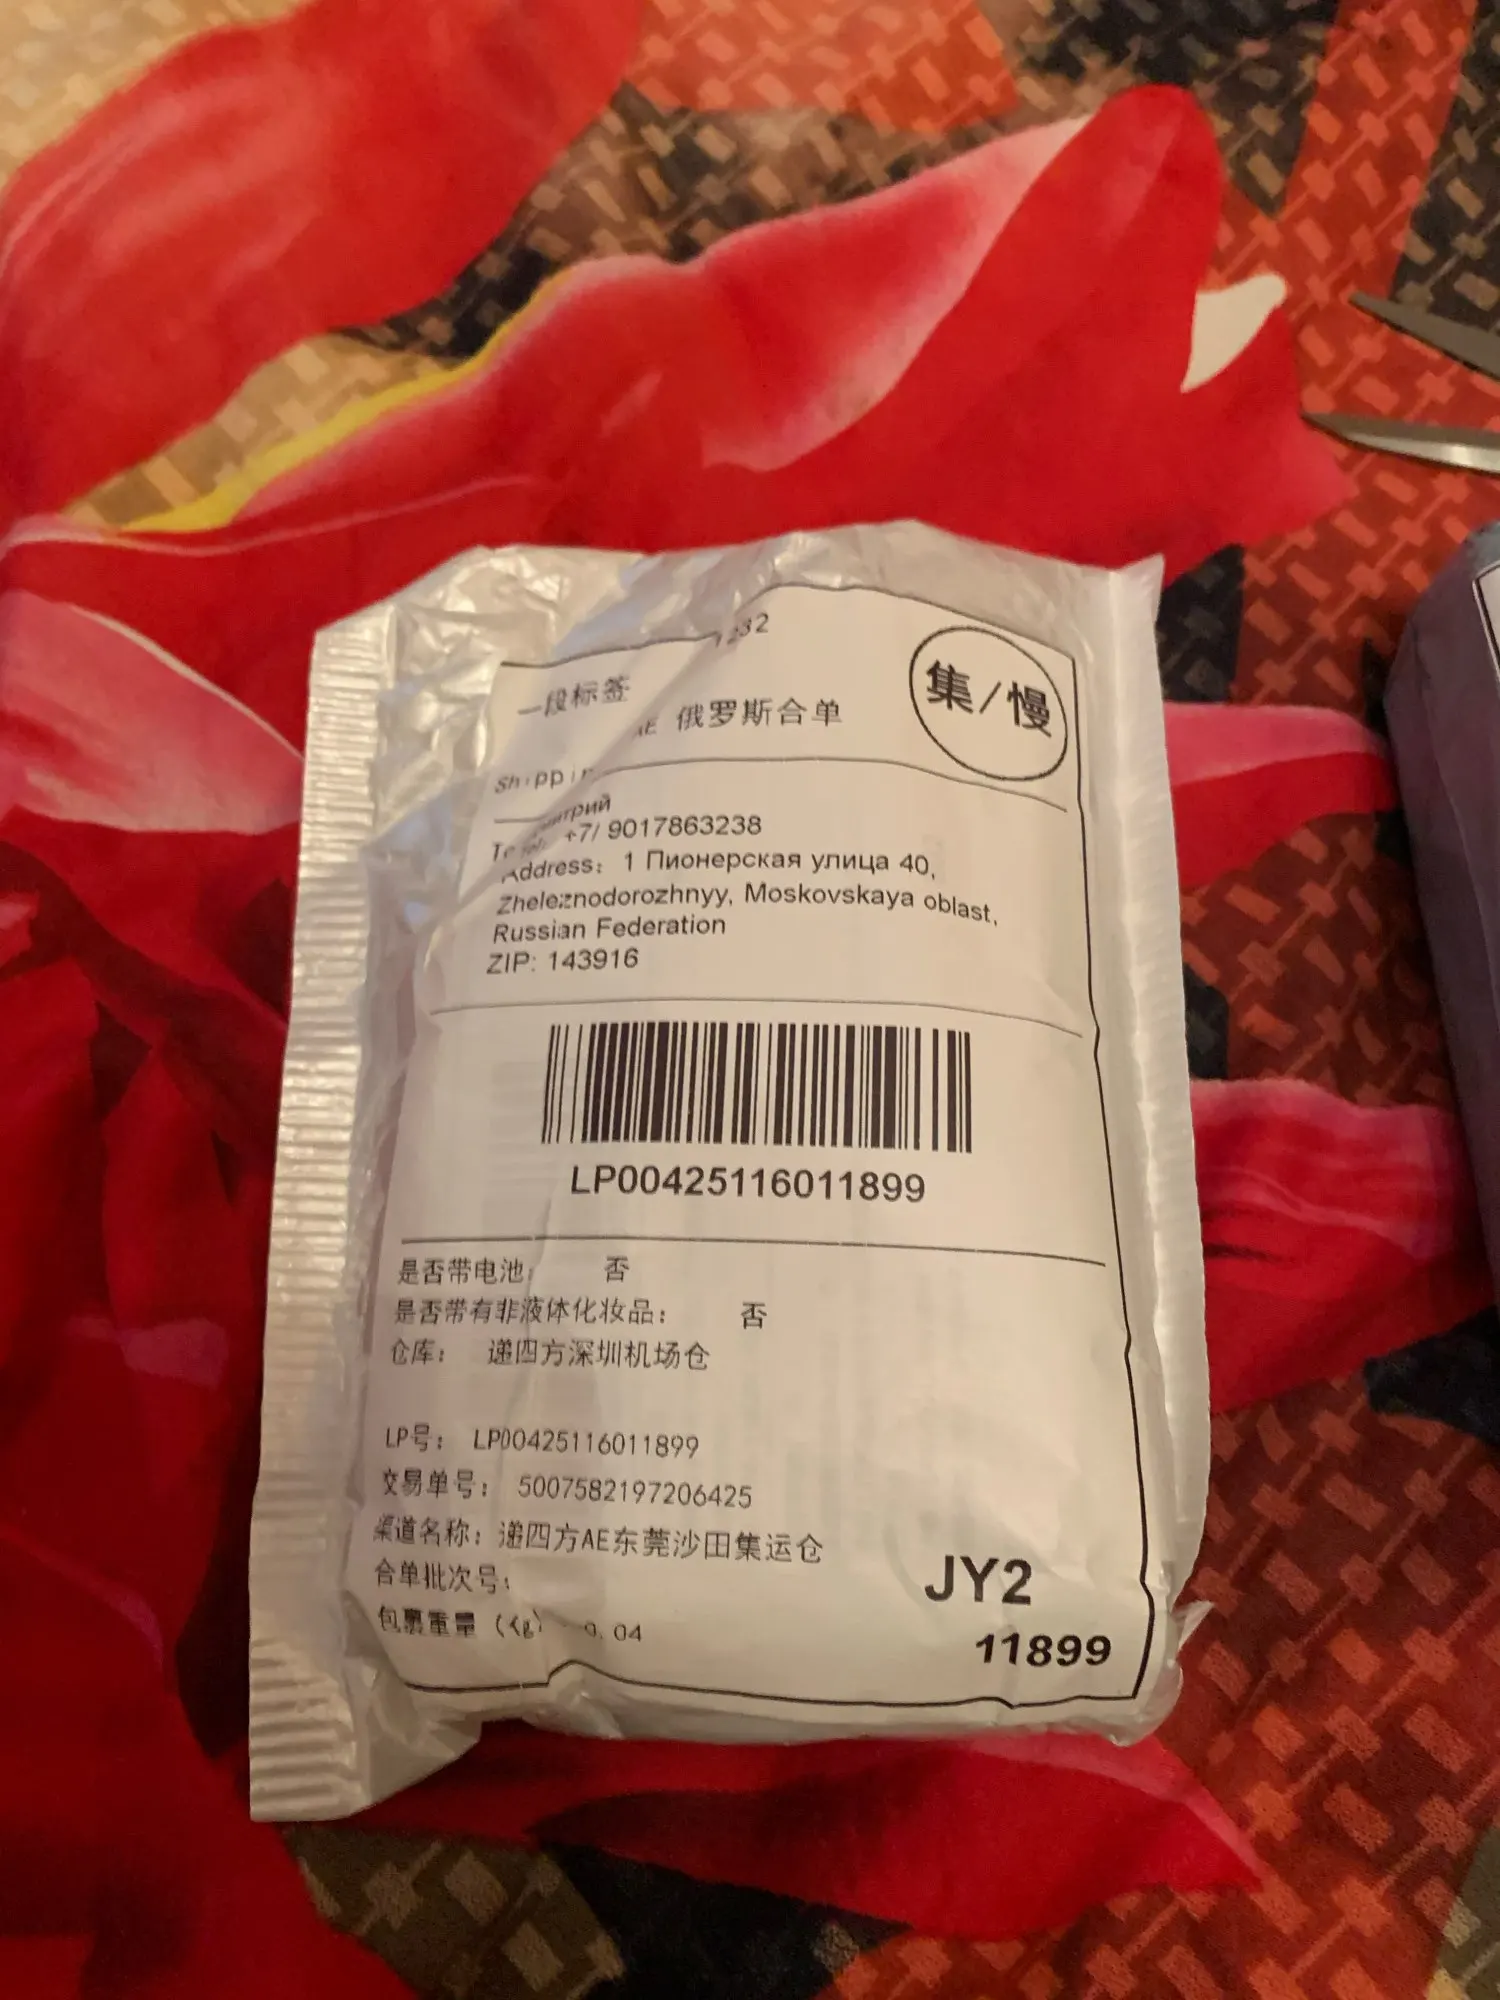 一段标签
AE 俄罗斯合单
集/慢
+7/ 9017863238
Address: 1 Пионерская улица 40,
Zheleznodorozhnyy, Moskovskaya oblast,
Russian Federation
ZIP: 143916
LP00425116011899
是否带电池: 否
是否带有非液体化妆品: 否
仓库: 递四方深圳机场仓
LP号: LP00425116011899
交易单号: 5007582197206425
渠道名称: 递四方AE东莞沙田集运仓
合单批次号:
包裹重量 (kg) 0.04
JY2
11899